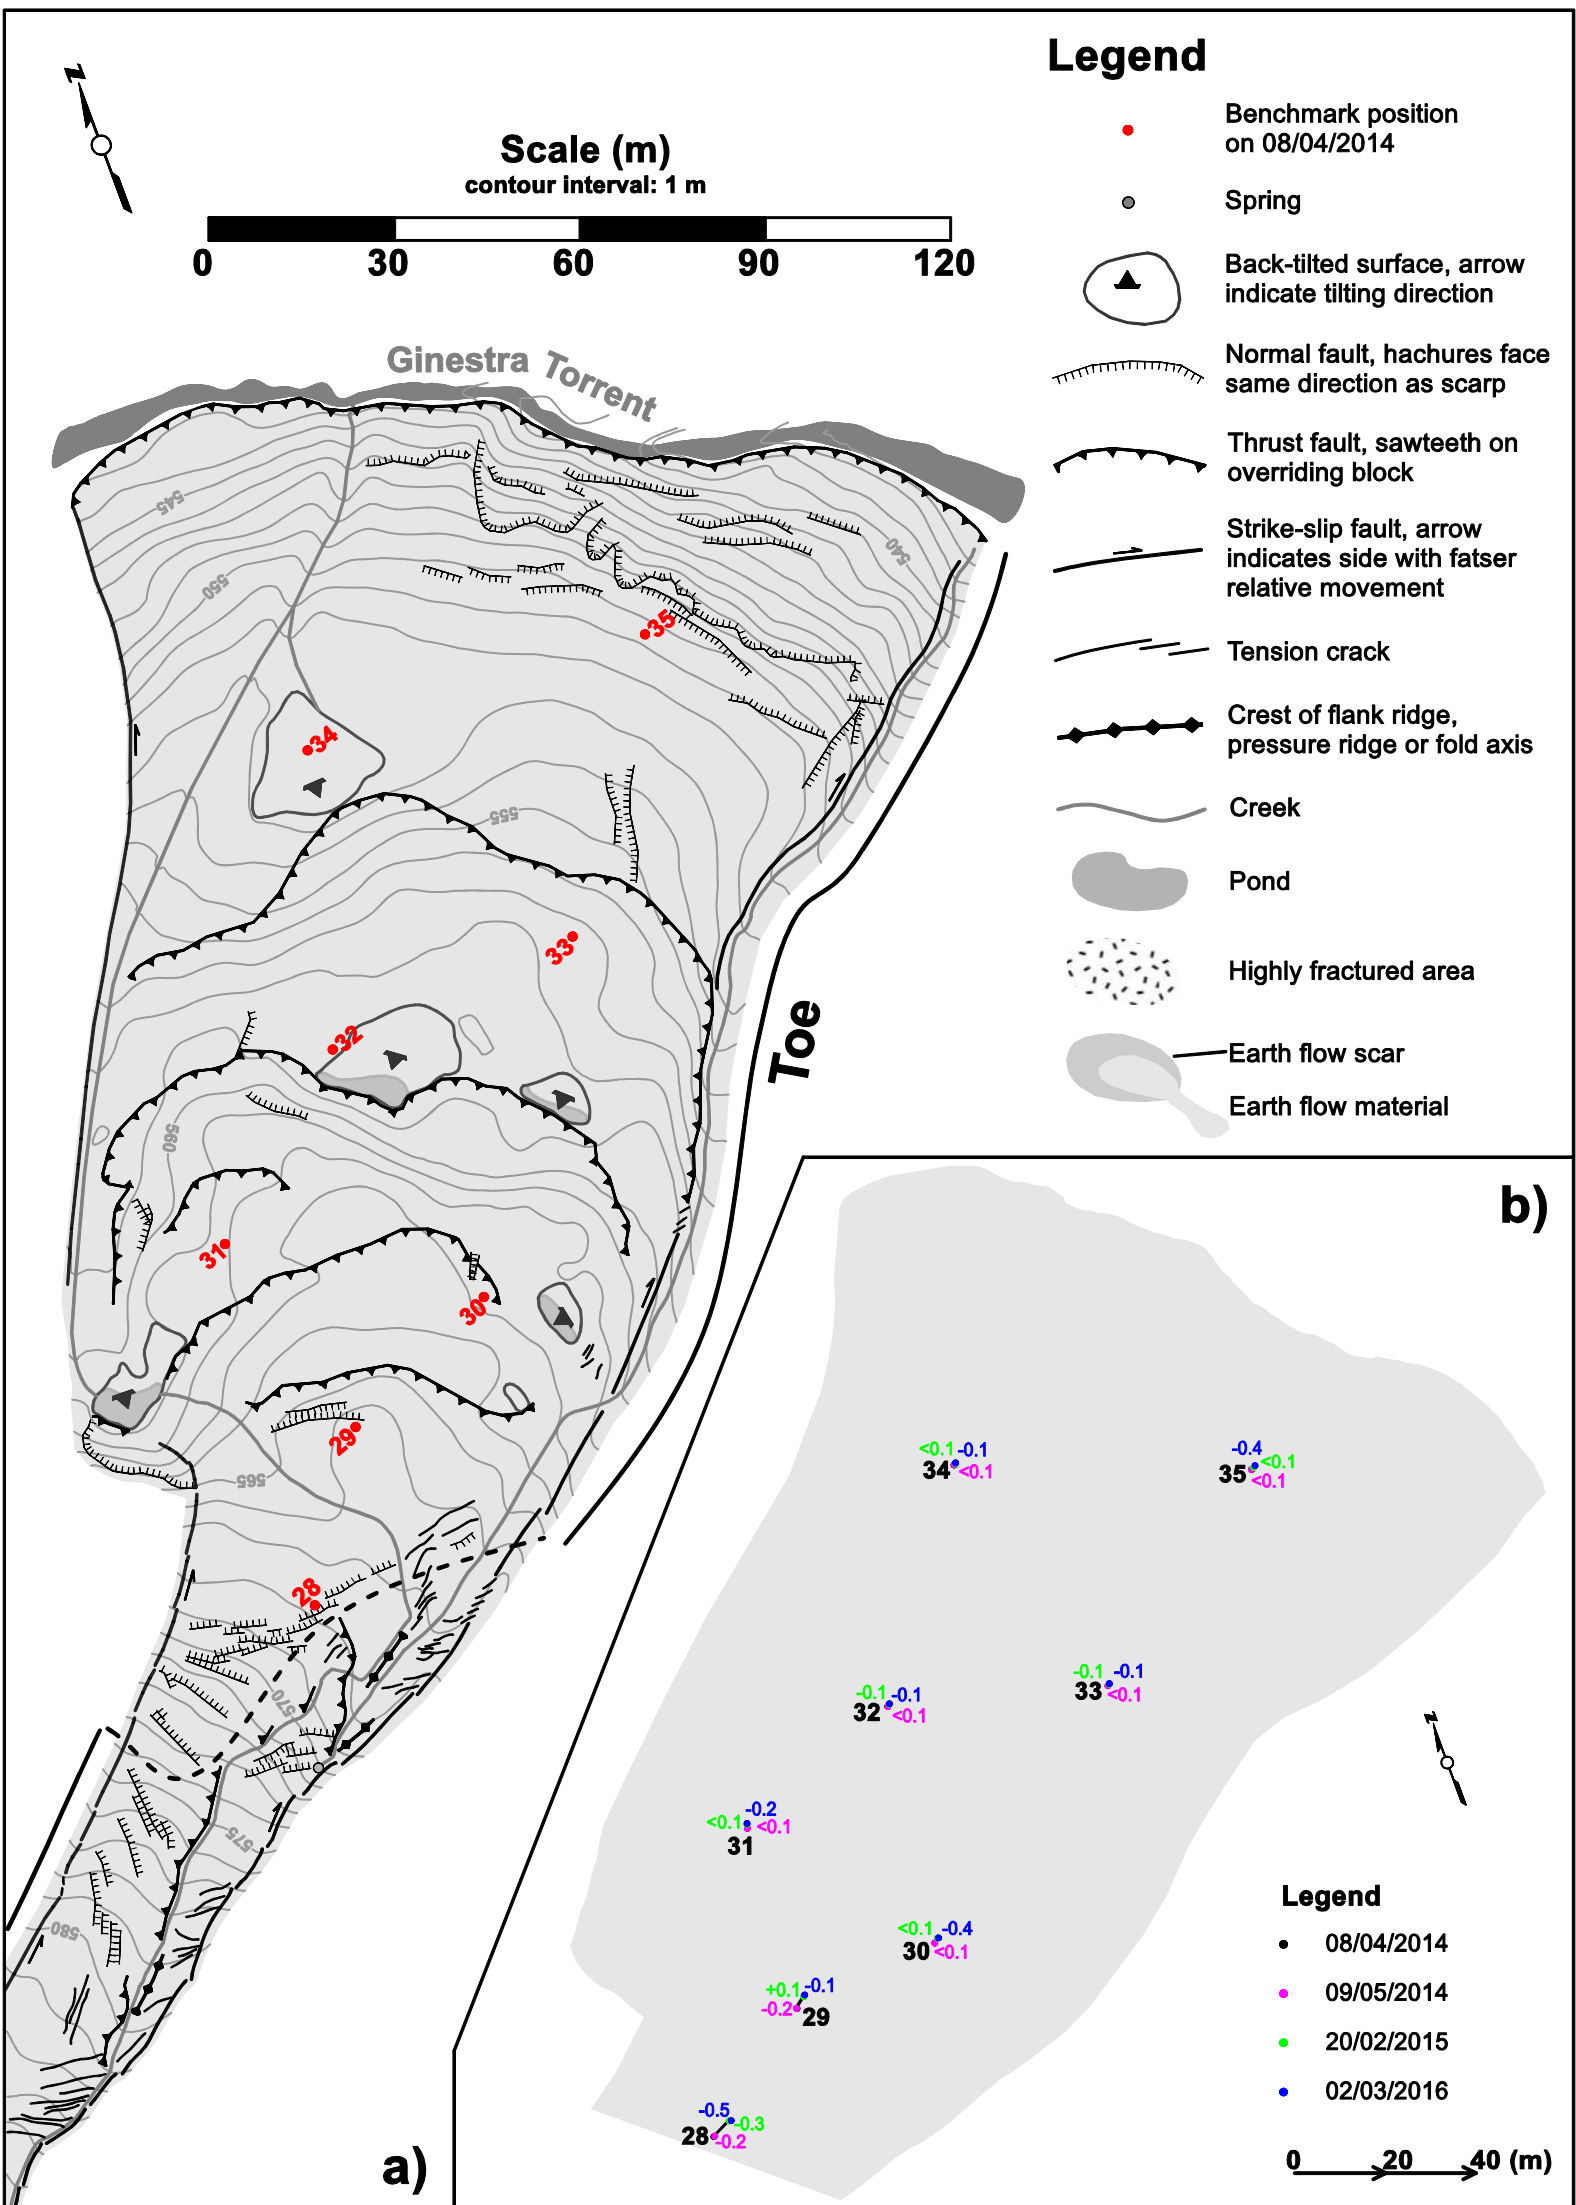 N
Scale (m)
contour interval: 1 m
0 30 60 90 120
Legend
Benchmark position
on 08/04/2014
Spring
Back-tilted surface, arrow
indicate tilting direction
Normal fault, hachures face
same direction as scarp
Thrust fault, sawteeth on
overriding block
Strike-slip fault, arrow
indicates side with fatser
relative movement
Tension crack
Crest of flank ridge,
pressure ridge or fold axis
Creek
Pond
Highly fractured area
Earth flow scar
Earth flow material
Ginestra Torrent
545
540
550
35
34
555
33
32
Toe
560
31
30
29
565
28
570
575
580
a)
b)
<0.1 -0.1
34 <0.1
-0.4
<0.1
35 <0.1
-0.1 -0.1
33 <0.1
-0.1 -0.1
32 <0.1
N
-0.2
<0.1 <0.1
31
<0.1 -0.4
30 <0.1
+0.1 -0.1
-0.2 29
-0.5
-0.3
28 -0.2
Legend
08/04/2014
09/05/2014
20/02/2015
02/03/2016
0 20 40 (m)